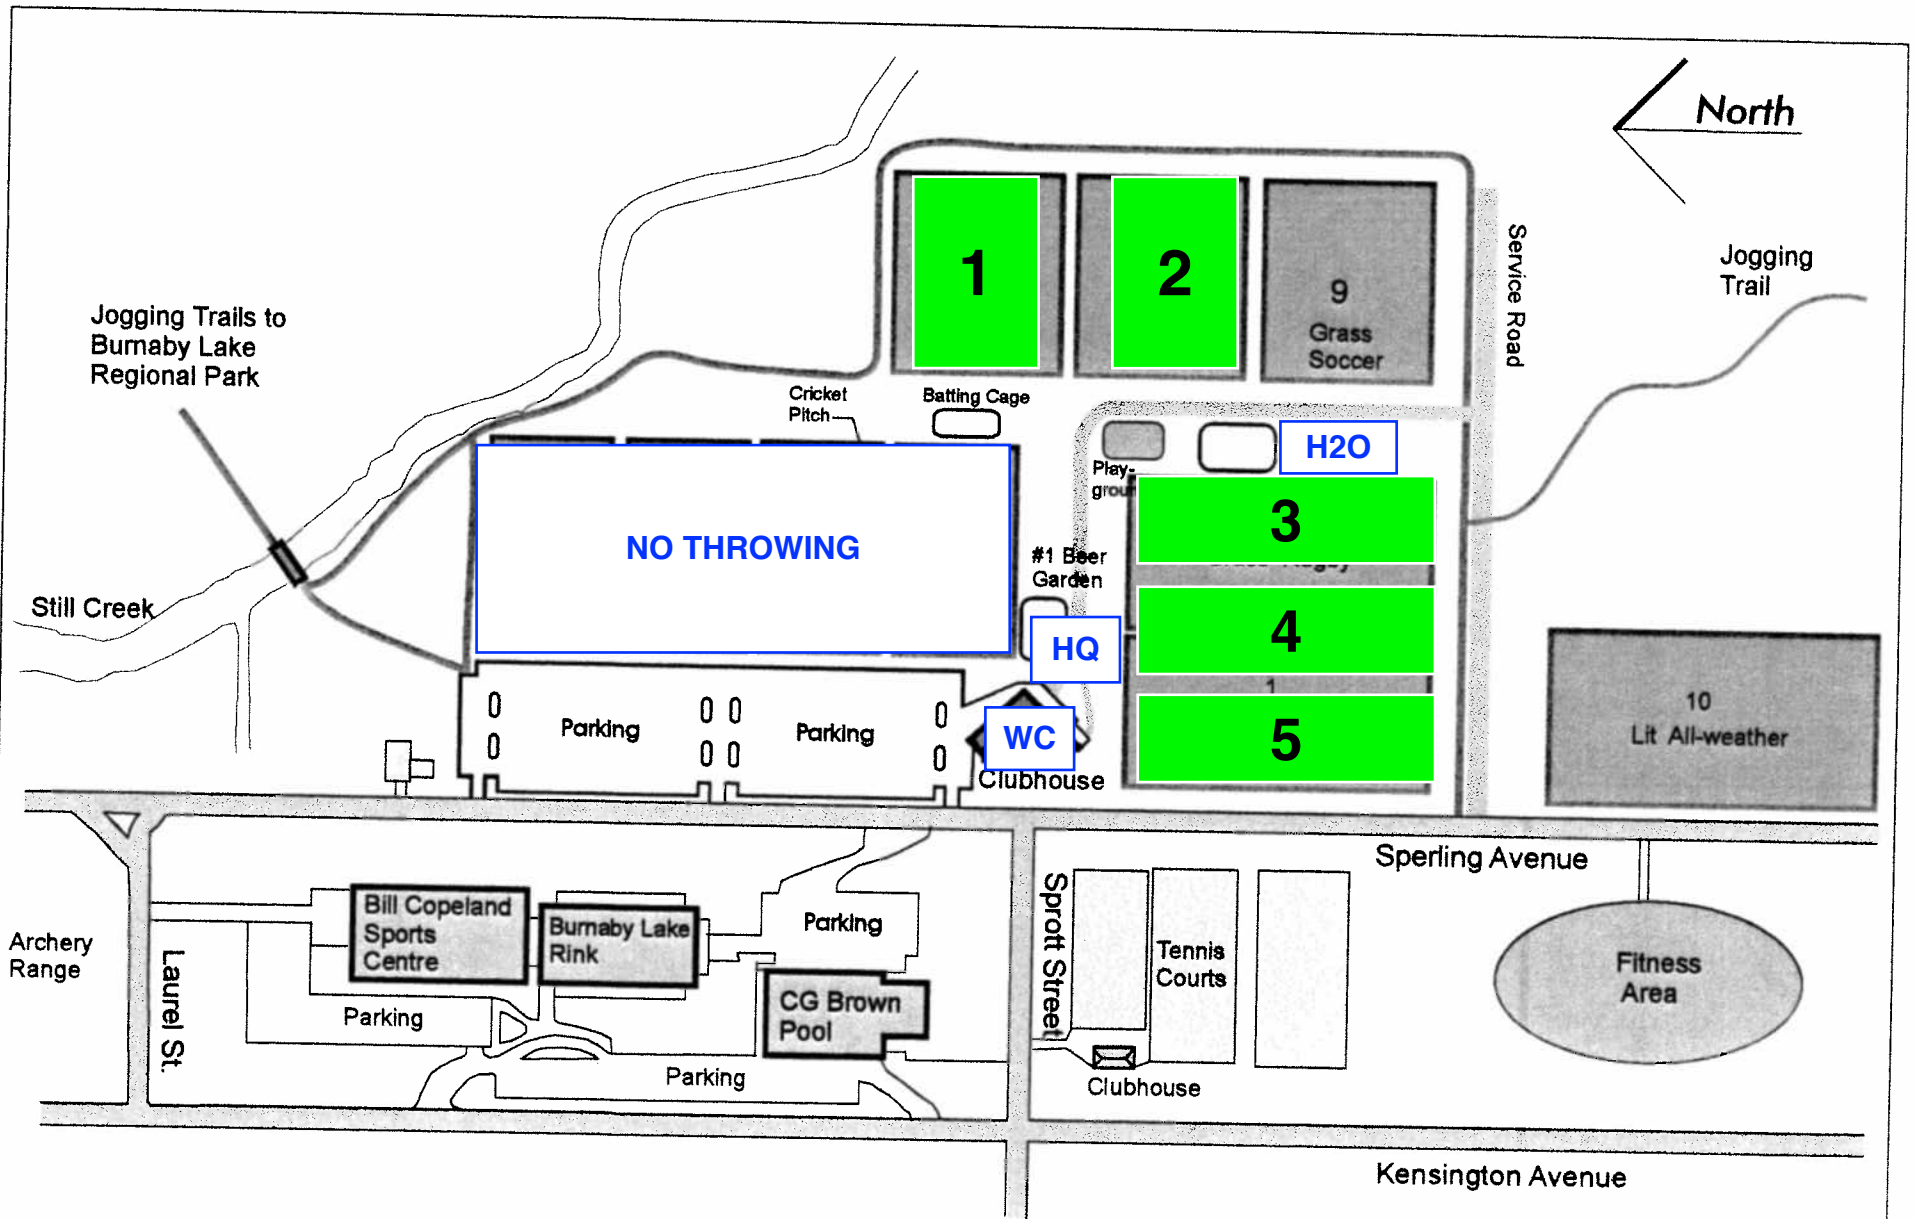 North
Service Road
Jogging
Trail
1
2
9
Grass
Soccer
Jogging Trails to
Burnaby Lake
Regional Park
Cricket
Pitch
Batting Cage
H2O
Play-
3
NO THROWING
#1 Beer
Garden
Still Creek
4
HQ
1
10
Lit All-weather
Parking
Parking
WC
5
Clubhouse
Sperling Avenue
Bill Copeland
Sports
Centre
Burnaby Lake
Rink
Parking
Sprott Street
Tennis
Courts
Fitness
Area
Archery
Range
Laurel St.
CG Brown
Pool
Parking
Parking
Clubhouse
Kensington Avenue